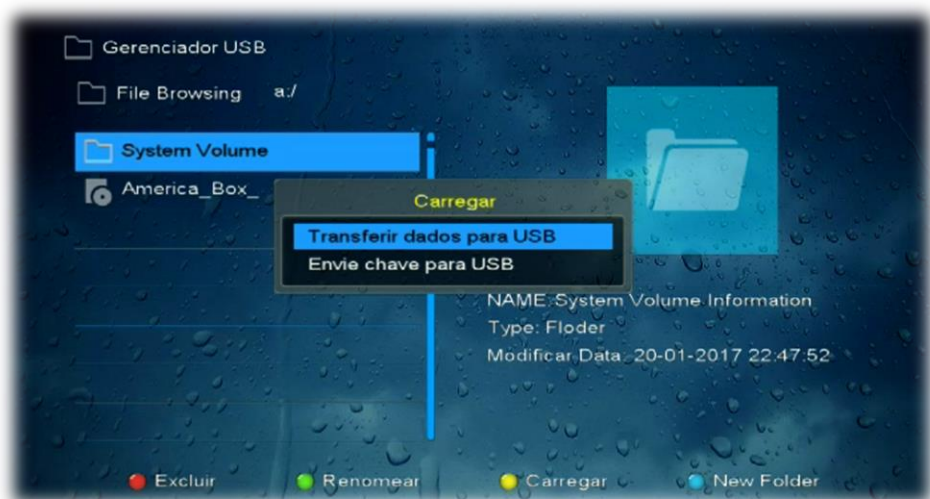 Gerenciador USB
File Browsing a:/
System Volume
America_Box_
Carregar
Transferir dados para USB
Envie chave para USB
NAME:System Volume Information
Type: Floder
Modificar Data: 20-01-2017 22:47:52
Excluir Renomear Carregar New Folder